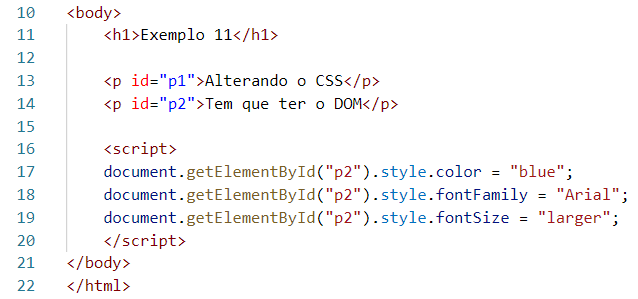 10 <body>
11 <h1>Exemplo 11</h1>
12
13 <p id="p1">Alterando o CSS</p>
14 <p id="p2">Tem que ter o DOM</p>
15
16 <script>
17 document.getElementById("p2").style.color = "blue";
18 document.getElementById("p2").style.fontFamily = "Arial";
19 document.getElementById("p2").style.fontSize = "larger";
20 </script>
21 </body>
22 </html>